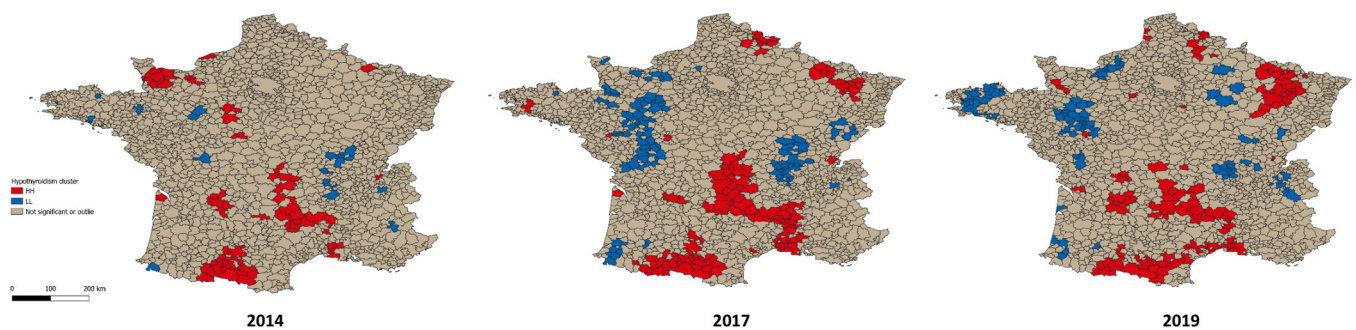 Hypothyroidism cluster
HH
LL
Not significant or outlie
0 100 200 km
2014
2017
2019